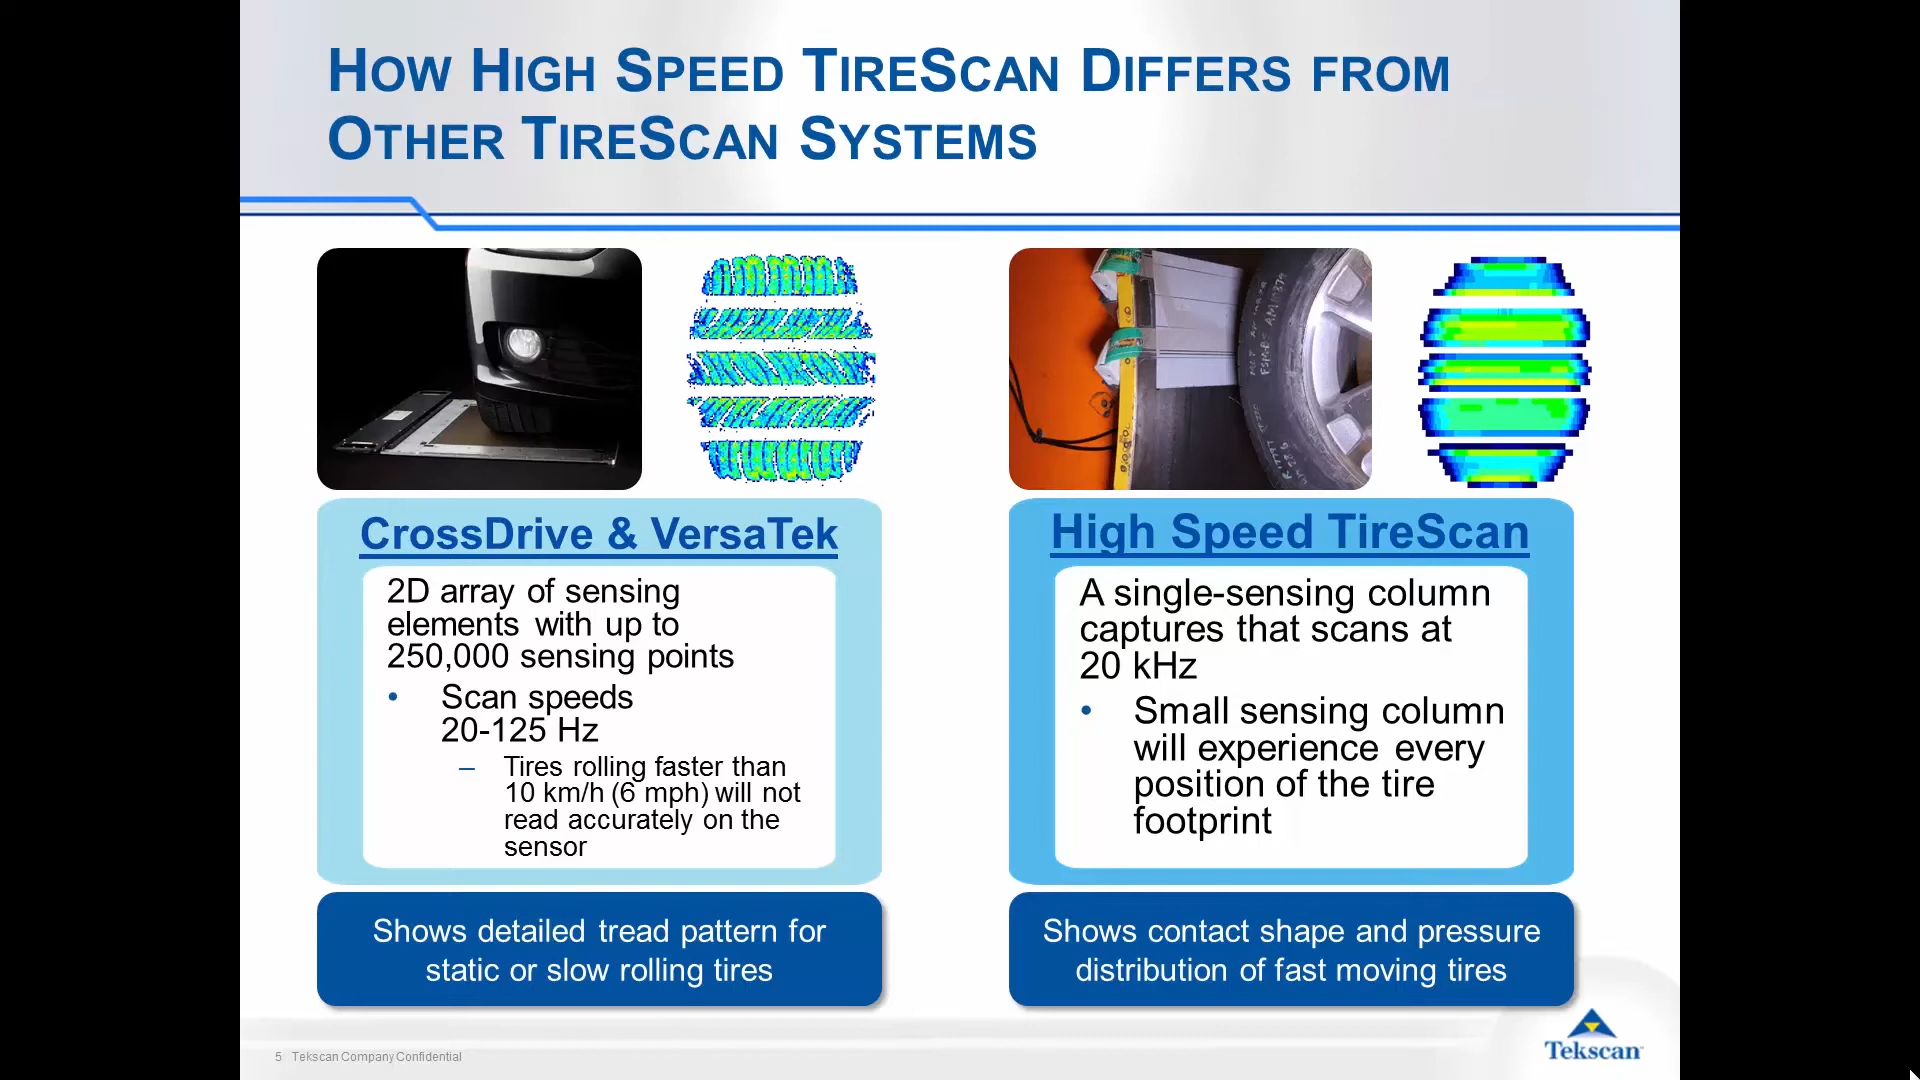 HOW HIGH SPEED TIRESCAN DIFFERS FROM
OTHER TIRESCAN SYSTEMS
CrossDrive & VersaTek
2D array of sensing
elements with up to
250,000 sensing points
• Scan speeds
20-125 Hz
– Tires rolling faster than
10 km/h (6 mph) will not
read accurately on the
sensor
Shows detailed tread pattern for
static or slow rolling tires
High Speed TireScan
A single-sensing column
captures that scans at
20 kHz
• Small sensing column
will experience every
position of the tire
footprint
Shows contact shape and pressure
distribution of fast moving tires
5 Tekscan Company Confidential
Tekscan